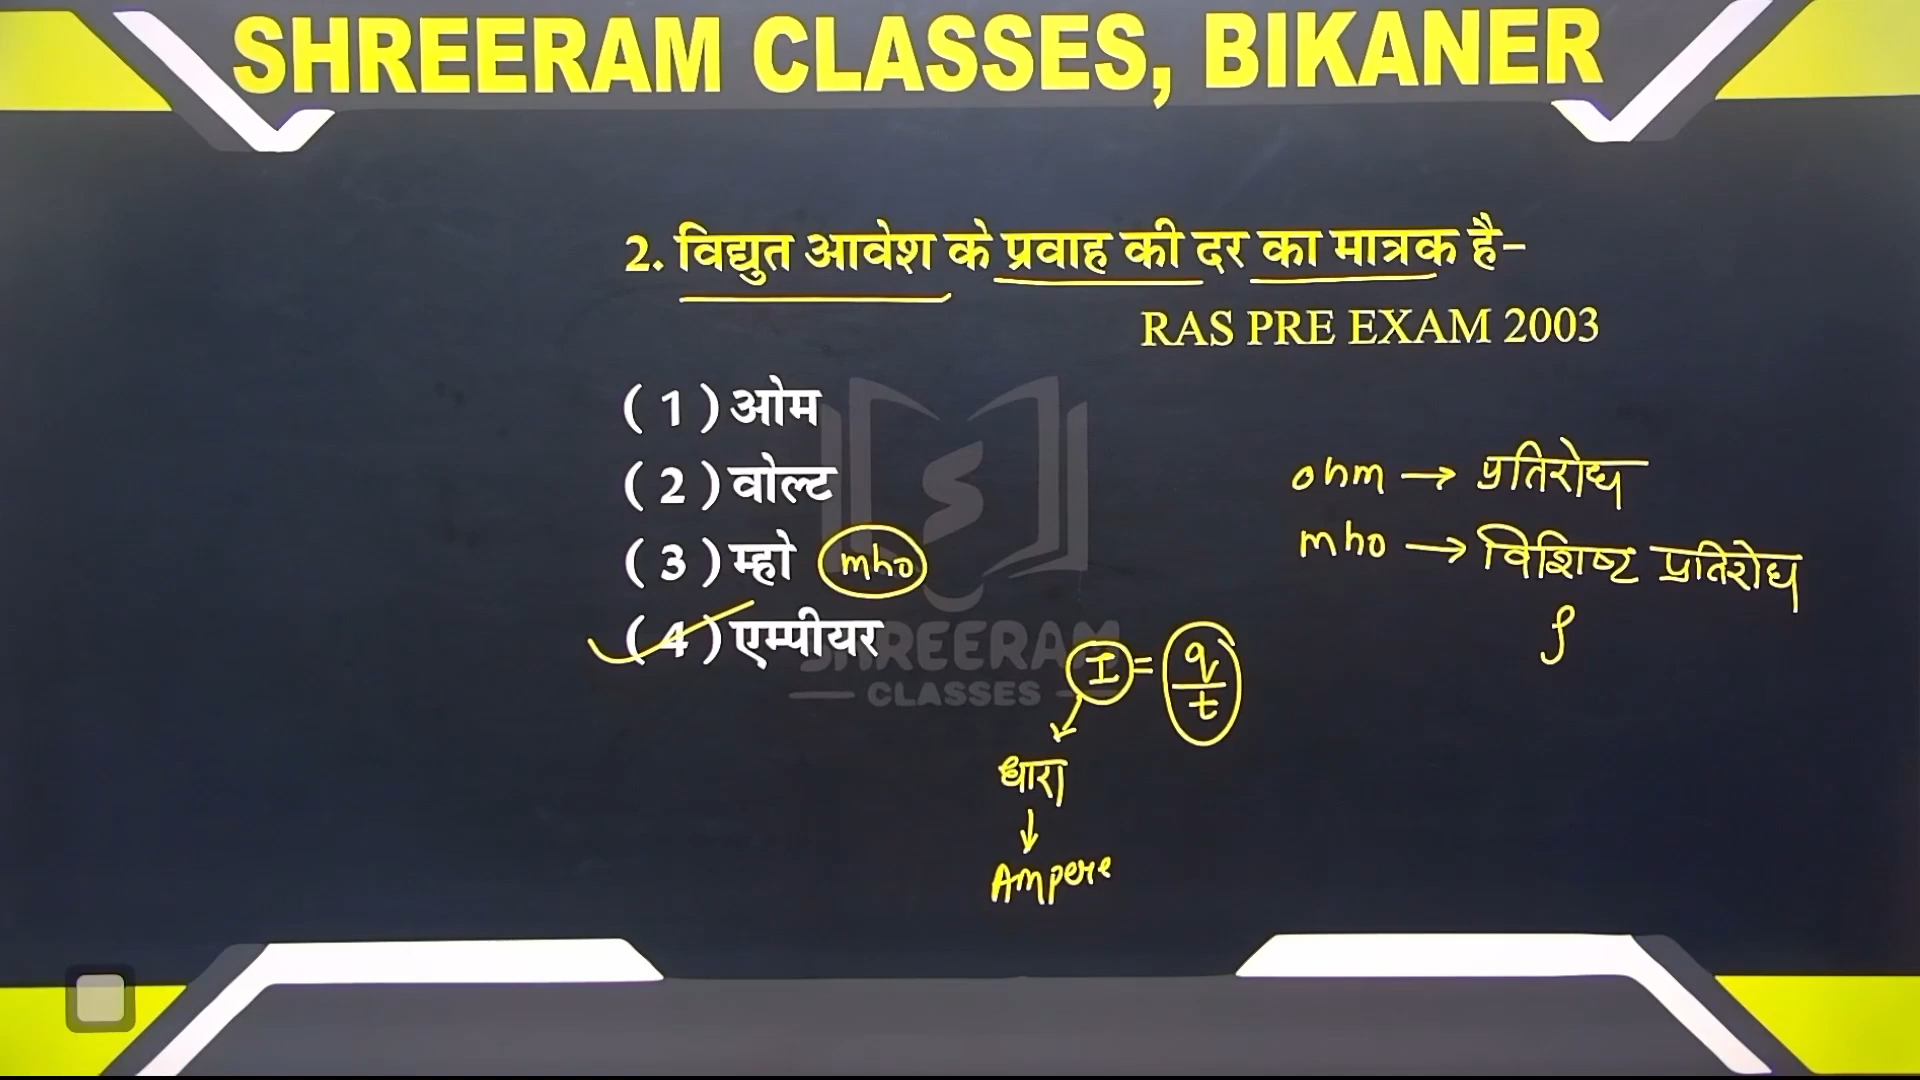 SHREERAM CLASSES, BIKANER
2. विद्युत आवेश के प्रवाह की दर का मात्रक है-
RAS PRE EXAM 2003
( 1 ) ओम
( 2 ) वोल्ट
( 3 ) म्हो mho
( 4 ) एम्पीयर
ohm → प्रतिरोध
mho → विशिष्ट प्रतिरोध
ρ
I = q/t
धारा
↓
Ampere
SHREERAM
CLASSES